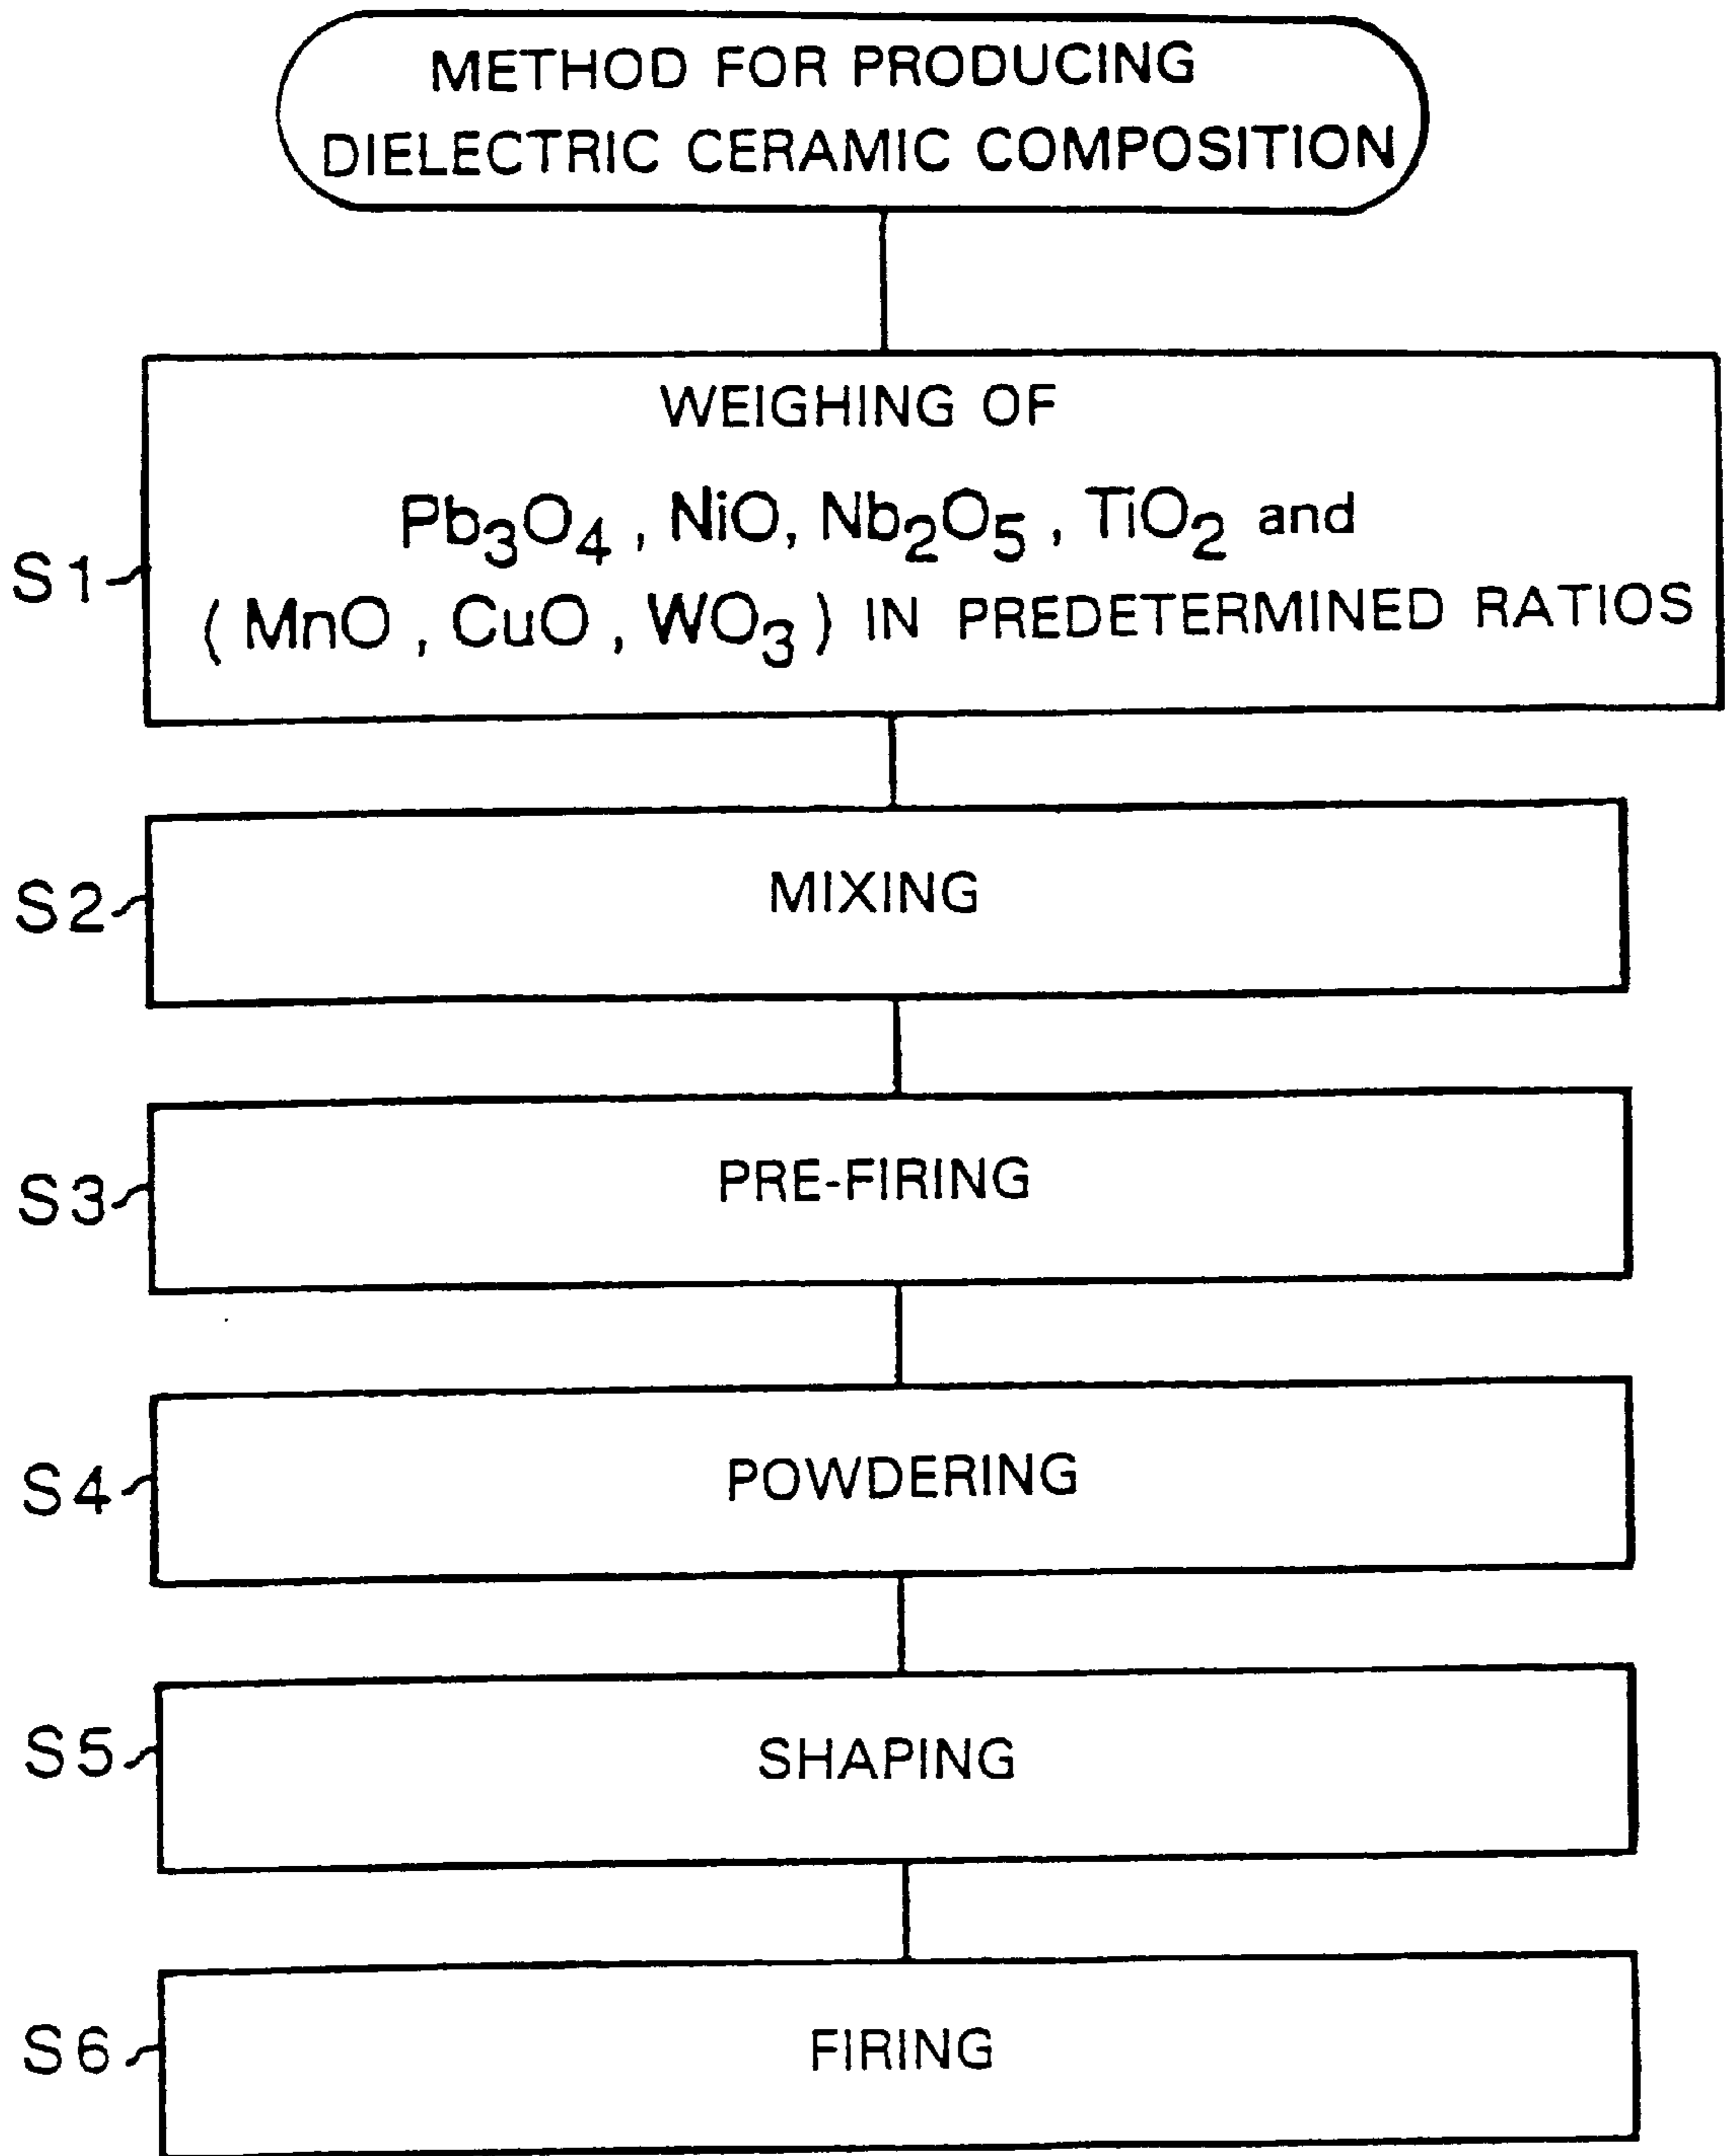 METHOD FOR PRODUCING
DIELECTRIC CERAMIC COMPOSITION
WEIGHING OF
Pb₃O₄, NiO, Nb₂O₅, TiO₂ and
S1
(MnO, CuO, WO₃) IN PREDETERMINED RATIOS
S2
MIXING
S3
PRE-FIRING
S4
POWDERING
S5
SHAPING
S6
FIRING